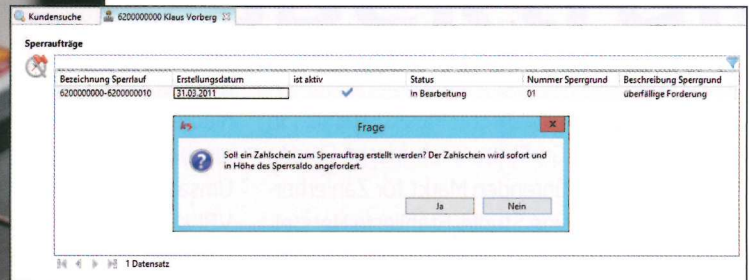 Kundensuche 6200000000 Klaus Vorberg
Sperraufträge
Bezeichnung Sperrlauf Erstellungsdatum ist aktiv Status Nummer Sperrgrund Beschreibung Sperrgrund
6200000000-6200000010 31.03.2011 In Bearbeitung 01 überfällige Forderung
Frage
Soll ein Zahlschein zum Sperrauftrag erstellt werden? Der Zahlschein wird sofort und
in Höhe des Sperrsaldo angefordert.
Ja Nein
1 Datensatz